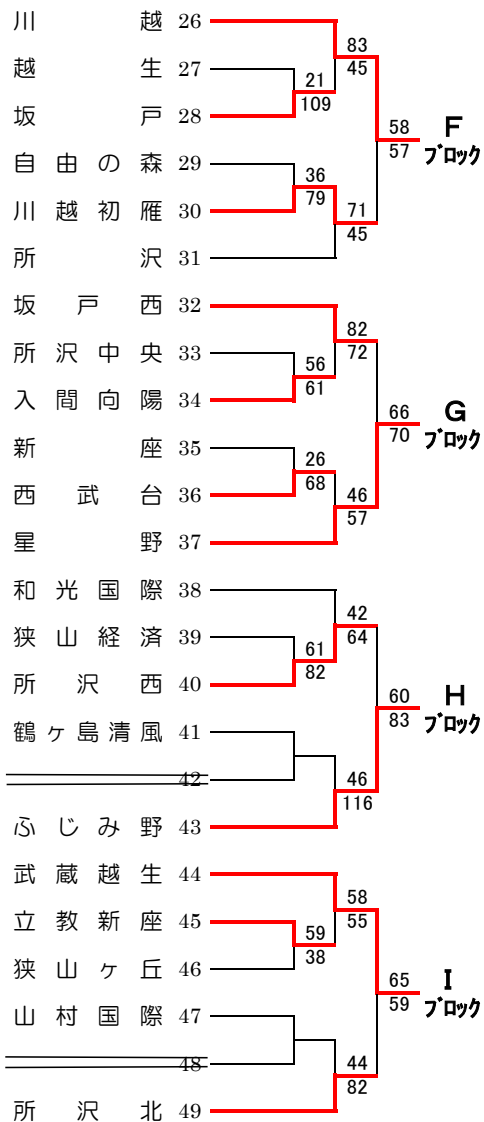 川越 26
83
45
越生 27
21
109
坂戸 28
58
57
F
ブロック
自由の森 29
36
79
川越初雁 30
71
45
所沢 31
坂戸西 32
82
72
所沢中央 33
56
61
入間向陽 34
66
70
G
ブロック
新座 35
26
68
西武台 36
46
57
星野 37
和光国際 38
42
64
狭山経済 39
61
82
所沢西 40
60
83
H
ブロック
鶴ヶ島清風 41
42
46
116
ふじみ野 43
武蔵越生 44
58
55
立教新座 45
59
38
狭山ヶ丘 46
65
59
I
ブロック
山村国際 47
48
44
82
所沢北 49